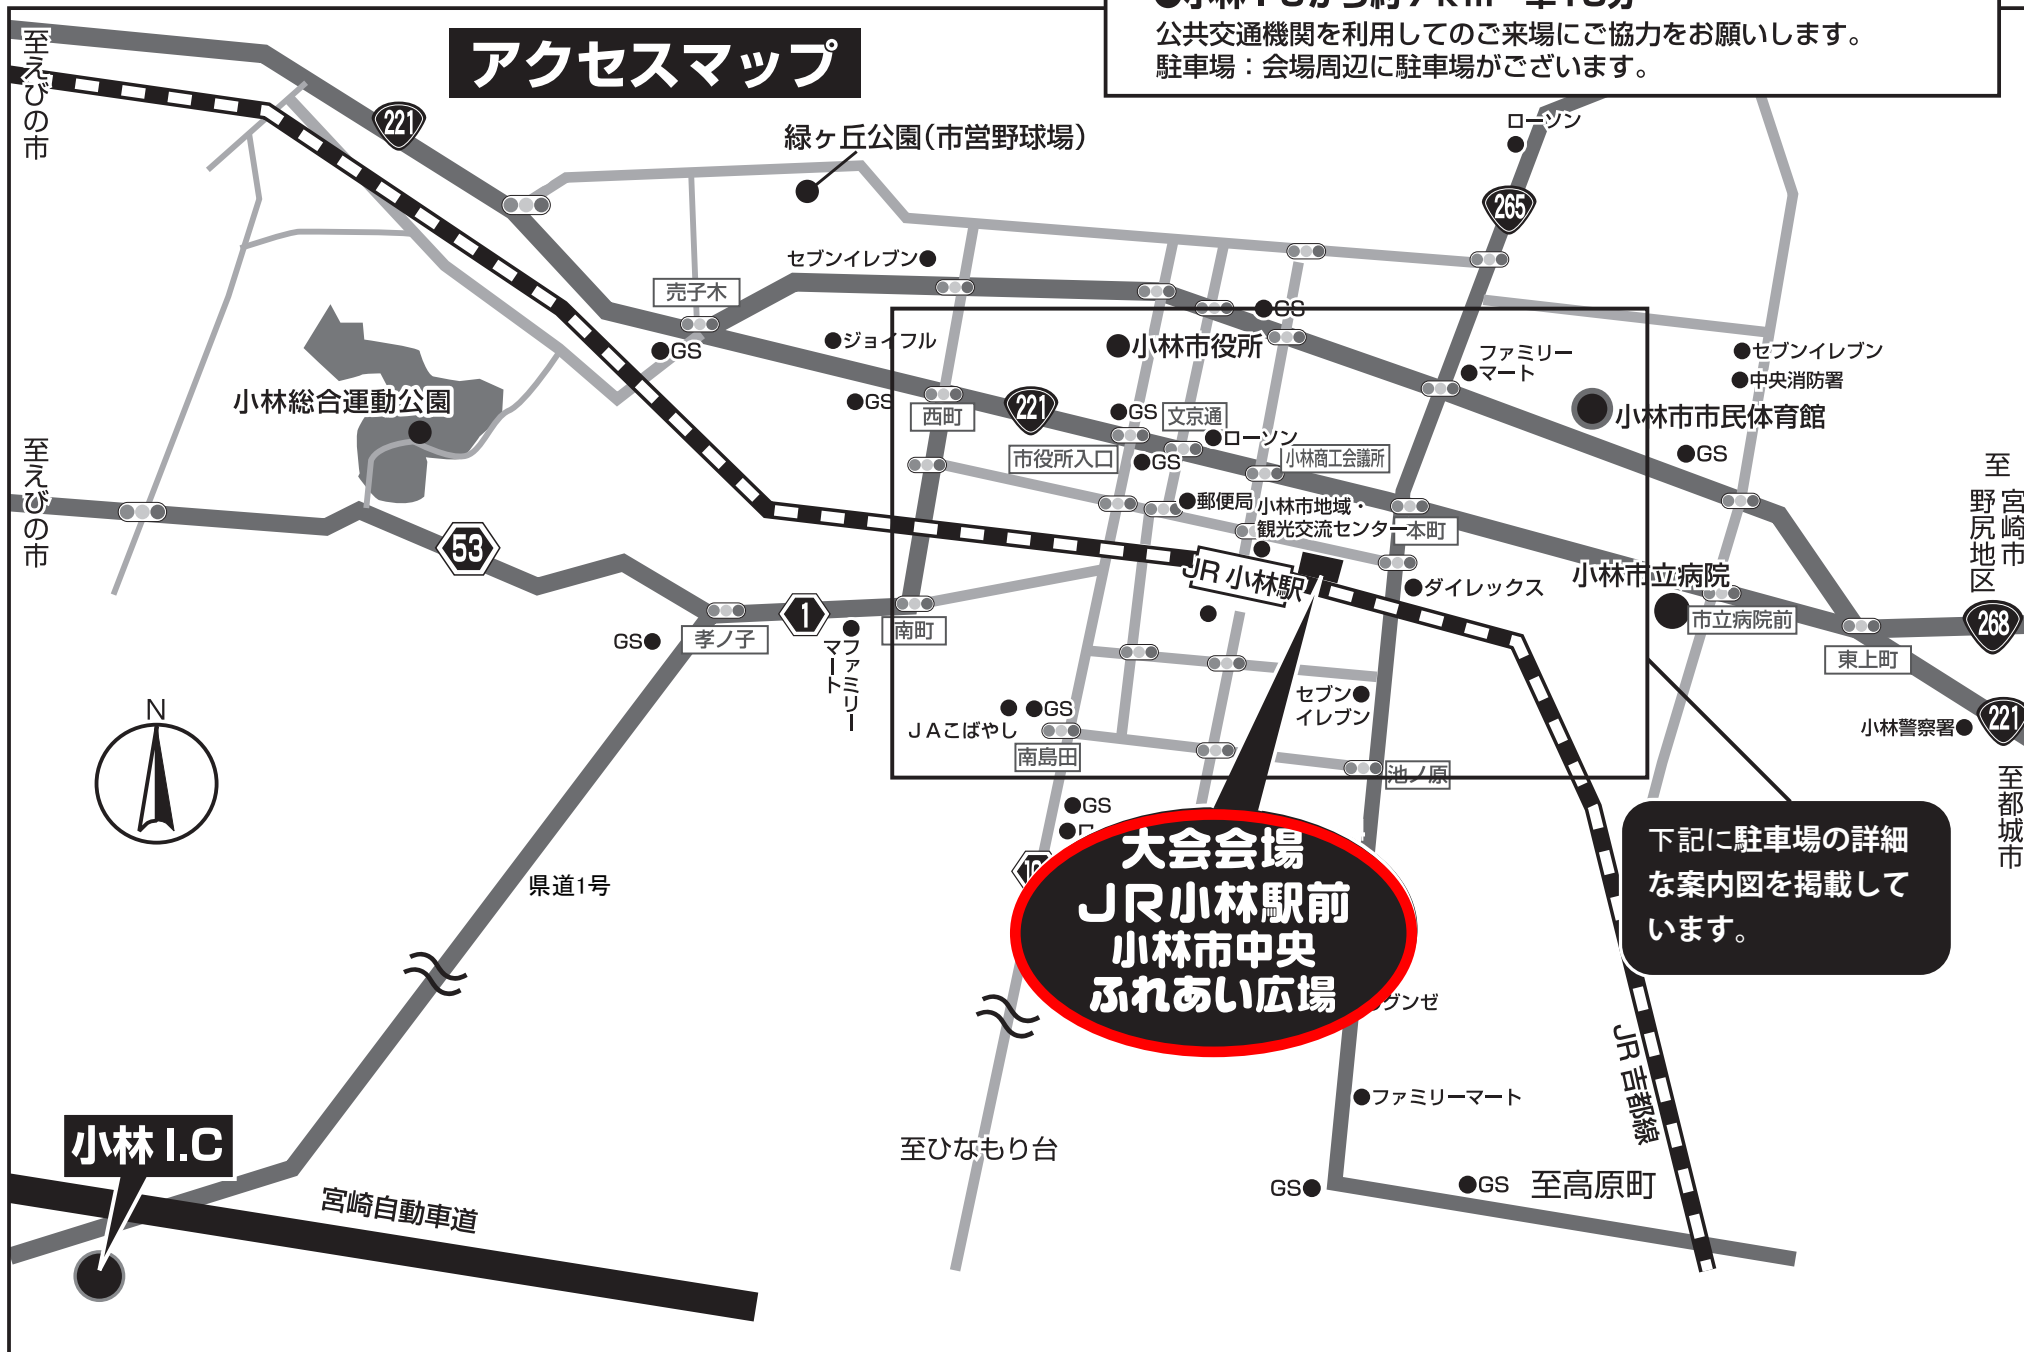 公共交通機関を利用してのご来場にご協力をお願いします。
駐車場：会場周辺に駐車場がございます。
アクセスマップ
至えびの市
221
緑ヶ丘公園（市営野球場）
ローソン
265
セブンイレブン
売子木
GS
GS
ジョイフル
小林市役所
ファミリー
マート
セブンイレブン
中央消防署
小林総合運動公園
GS
西町
221
GS
文京通
ローソン
小林市市民体育館
市役所入口
GS
小林商工会議所
GS
至えびの市
至
宮崎市
野尻地区
郵便局
小林市地域・
観光交流センター
本町
53
JR 小林駅
ダイレックス
小林市立病院
1
市立病院前
268
南町
孝ノ子
GS
ファミリー
マート
東上町
N
セブン
イレブン
GS
JAこばやし
小林警察署
221
南島田
池ノ原
至都城市
GS
県道1号
大会会場
JR小林駅前
小林市中央
ふれあい広場
下記に駐車場の詳細
な案内図を掲載して
います。
グンゼ
JR 吉都線
ファミリーマート
小林 I.C
至ひなもり台
宮崎自動車道
GS
GS
至高原町